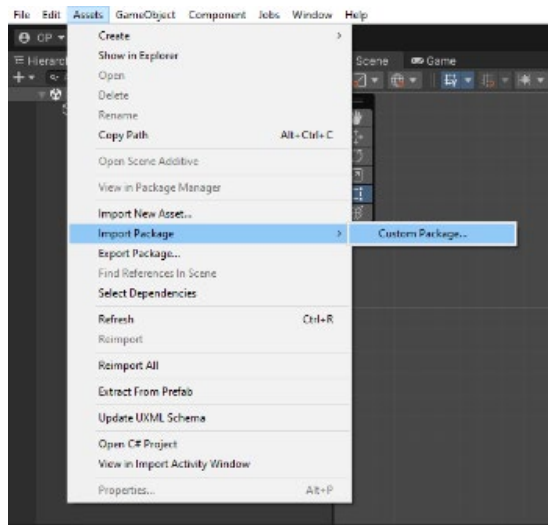 File Edit Assets GameObject Component Jobs Window Help
OP
Create
Show in Explorer
Open
Delete
Rename
Copy Path Alt+Ctrl+C
Open Scene Additive
View in Package Manager
Import New Asset...
Import Package
Custom Package...
Export Package...
Find References In Scene
Select Dependencies
Refresh Ctrl+R
Reimport
Reimport All
Extract From Prefab
Update UXML Schema
Open C# Project
View in Import Activity Window
Properties... Alt+P
Hierarc
Scene Game